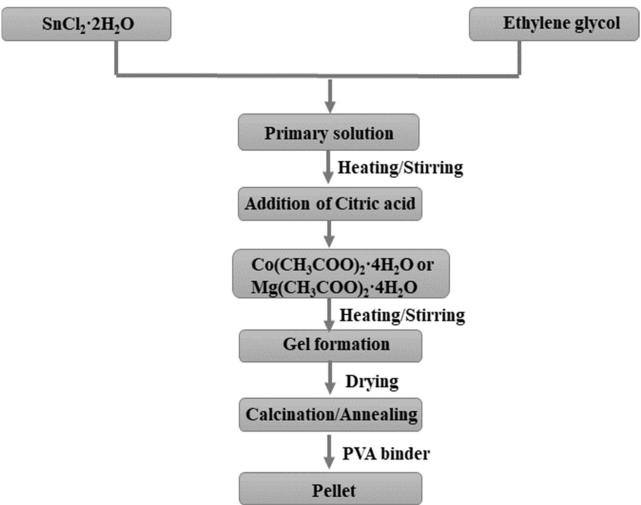 SnCl₂·2H₂O
Ethylene glycol
Primary solution
Heating/Stirring
Addition of Citric acid
Co(CH₃COO)₂·4H₂O or
Mg(CH₃COO)₂·4H₂O
Heating/Stirring
Gel formation
Drying
Calcination/Annealing
PVA binder
Pellet